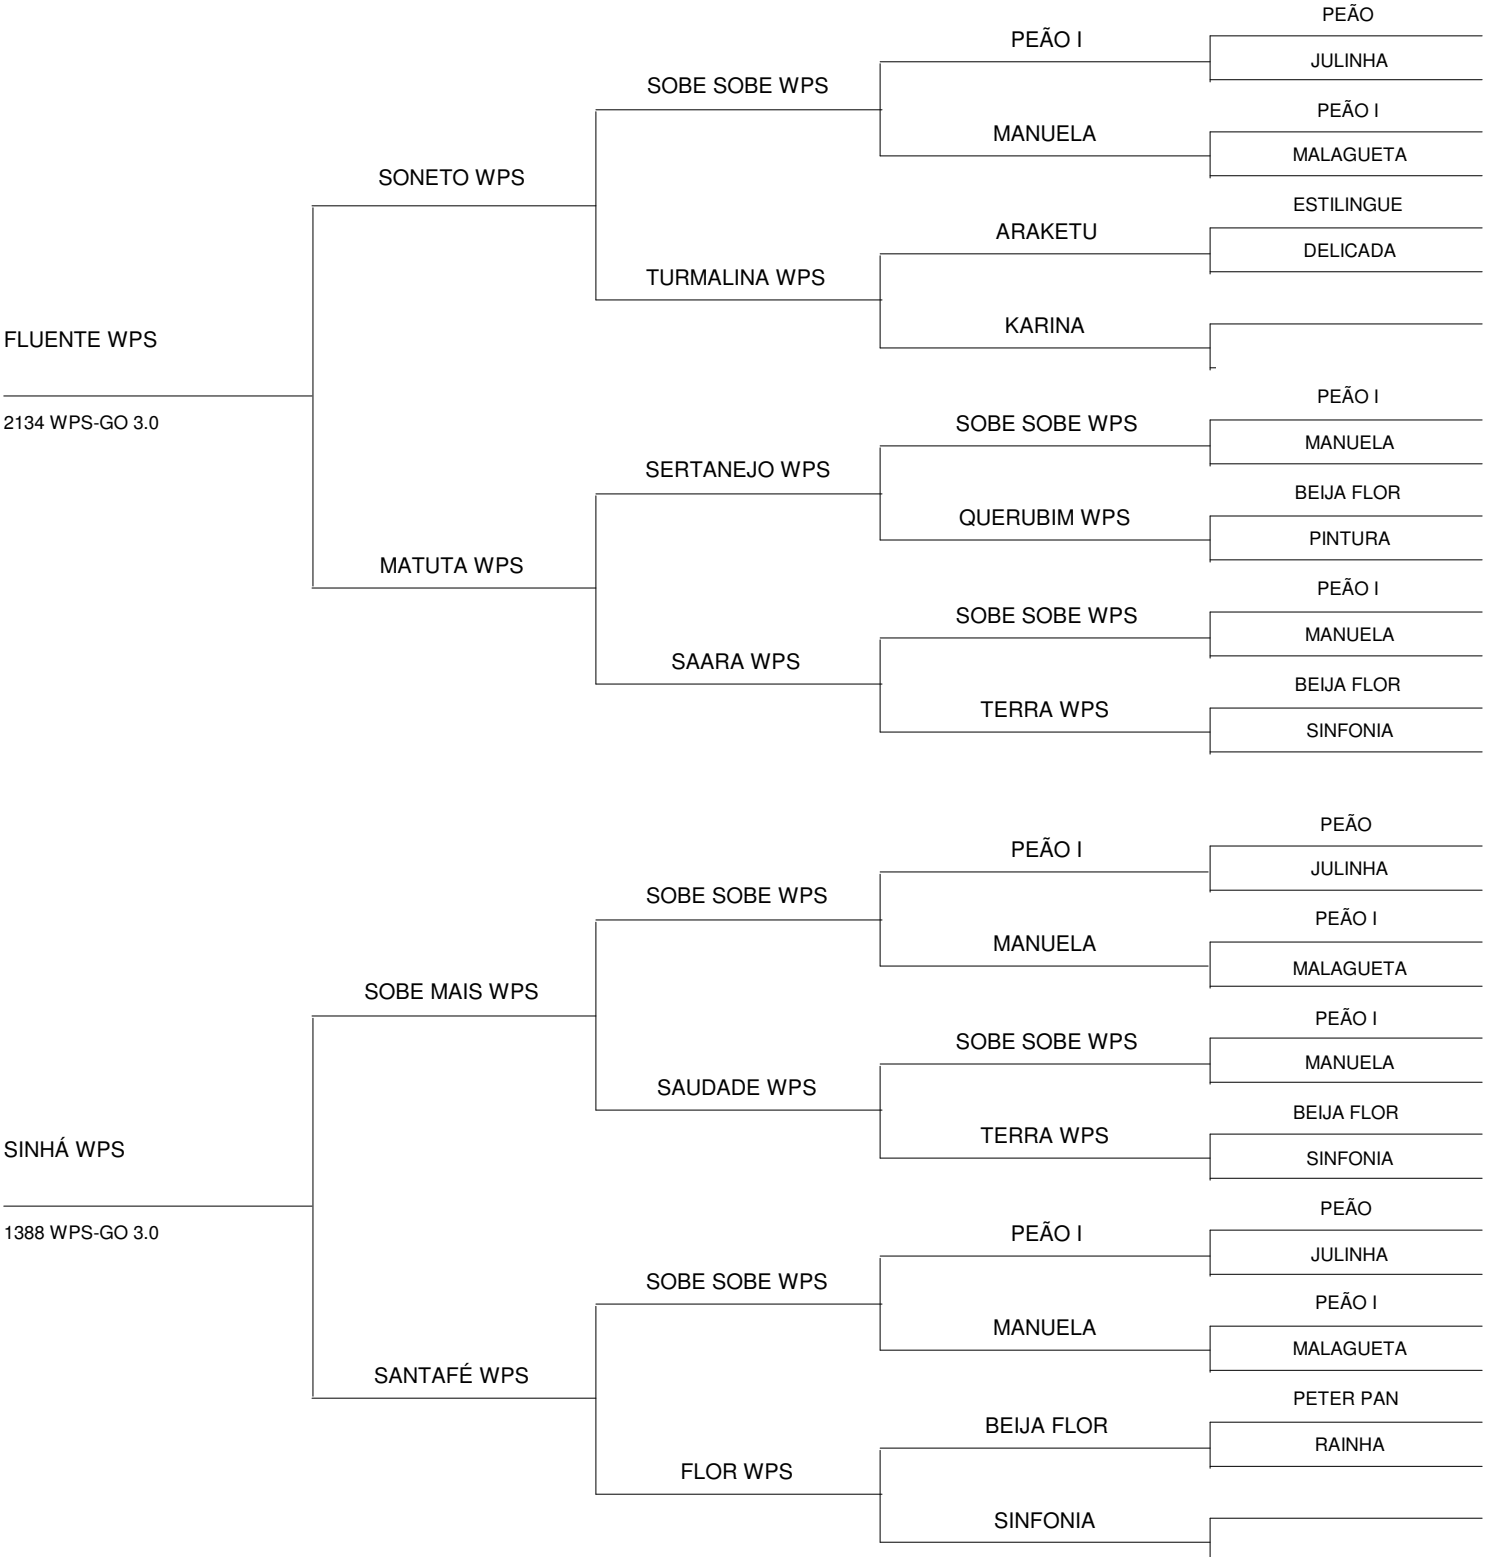 PEÃO
PEÃO I
JULINHA
SOBE SOBE WPS
PEÃO I
MANUELA
MALAGUETA
SONETO WPS
ESTILINGUE
ARAKETU
DELICADA
TURMALINA WPS
KARINA
FLUENTE WPS
PEÃO I
2134 WPS-GO 3.0
SOBE SOBE WPS
MANUELA
SERTANEJO WPS
BEIJA FLOR
QUERUBIM WPS
PINTURA
MATUTA WPS
PEÃO I
SOBE SOBE WPS
MANUELA
SAARA WPS
BEIJA FLOR
TERRA WPS
SINFONIA
PEÃO
PEÃO I
JULINHA
SOBE SOBE WPS
PEÃO I
MANUELA
MALAGUETA
SOBE MAIS WPS
PEÃO I
SOBE SOBE WPS
MANUELA
SAUDADE WPS
BEIJA FLOR
TERRA WPS
SINFONIA
SINHÁ WPS
PEÃO
1388 WPS-GO 3.0
PEÃO I
JULINHA
SOBE SOBE WPS
PEÃO I
MANUELA
MALAGUETA
SANTAFÉ WPS
PETER PAN
BEIJA FLOR
RAINHA
FLOR WPS
SINFONIA